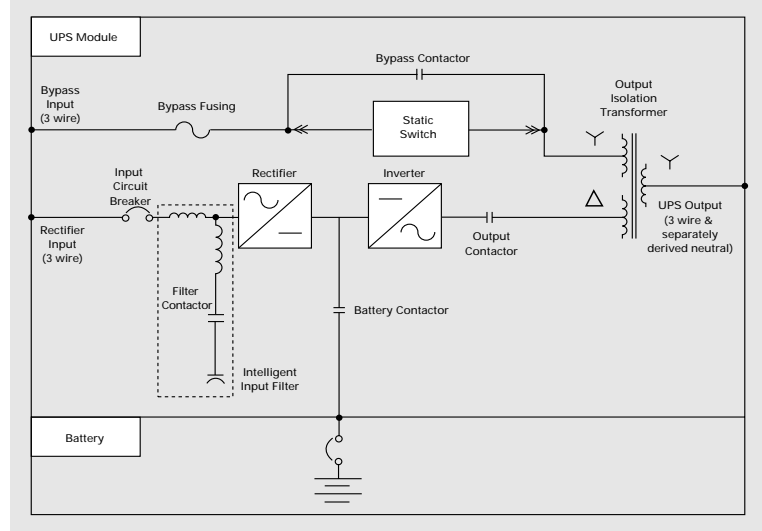 UPS Module
Bypass Contactor
Bypass
Input
(3 wire)
Bypass Fusing
Static
Switch
Output
Isolation
Transformer
Input
Circuit
Breaker
Rectifier
Inverter
Rectifier
Input
(3 wire)
Output
Contactor
UPS Output
(3 wire &
separately
derived neutral)
Filter
Contactor
Battery Contactor
Intelligent
Input Filter
Battery